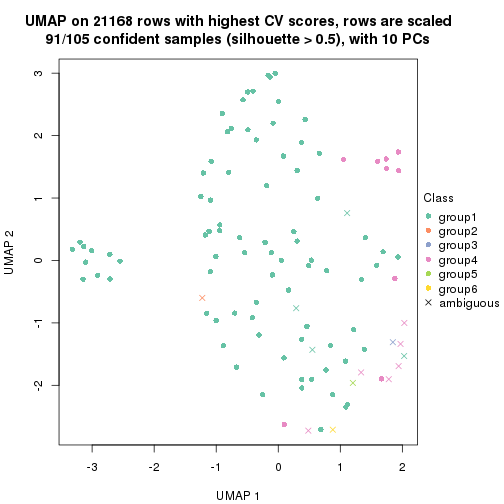 UMAP on 21168 rows with highest CV scores, rows are scaled
91/105 confident samples (silhouette > 0.5), with 10 PCs
3
2
1
0
-1
-2
UMAP 2
-3
-2
-1
0
1
2
UMAP 1
Class
group1
group2
group3
group4
group5
group6
ambiguous